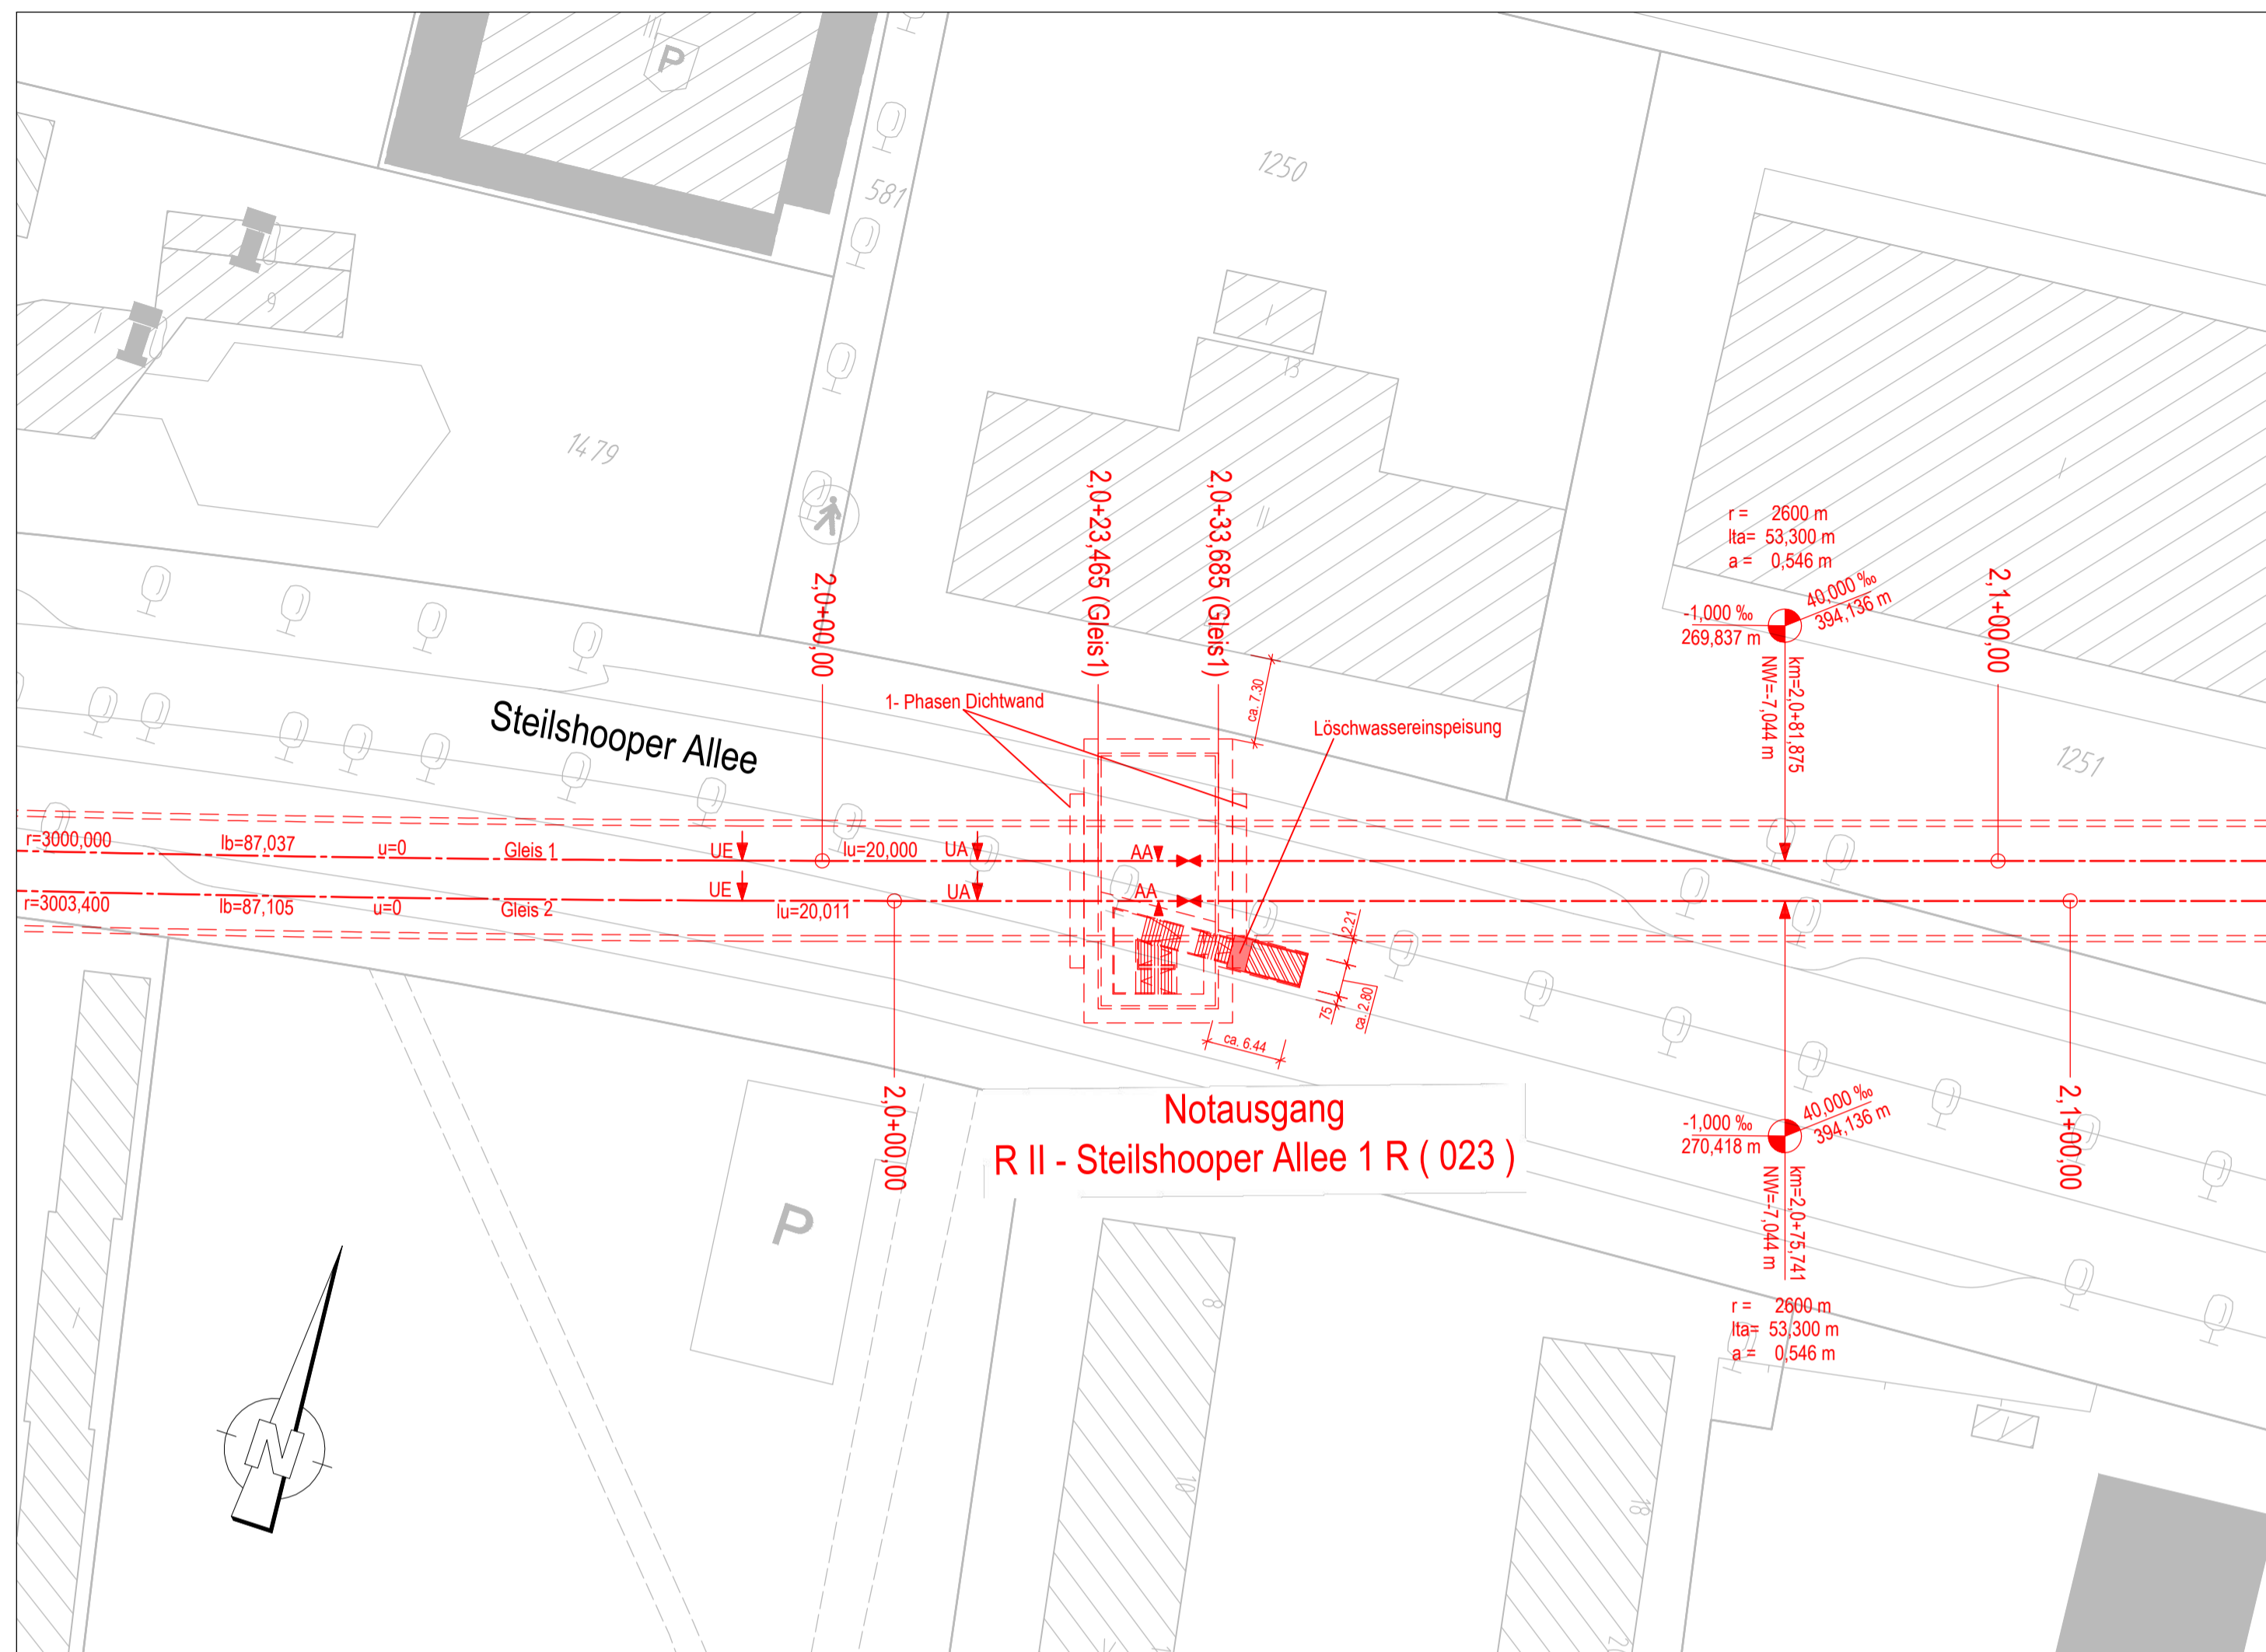 P
581
1250
9
1479
13
2,0+23,465 (Gleis1)
2,0+33,685 (Gleis1)
2,0+00,00
2,1+00,00
r = 2600 m
lta= 53,300 m
a = 0,546 m
-1,000 ‰
269,837 m
40,000 ‰
394,136 m
km=2,0+81,875
NW=-7,044 m
1251
Steilshooper Allee
1- Phasen Dichtwand
ca. 7.30
Löschwassereinspeisung
r=3000,000
lb=87,037
u=0
Gleis 1
UE
lu=20,000
UA
AA
r=3003,400
lb=87,105
u=0
Gleis 2
UE
lu=20,011
UA
AA
2.21
75
ca. 2.80
ca. 6.44
2,0+00,00
Notausgang
R II - Steilshooper Allee 1 R ( 023 )
-1,000 ‰
270,418 m
40,000 ‰
394,136 m
km=2,0+75,741
NW=-7,044 m
2,1+00,00
r = 2600 m
lta= 53,300 m
a = 0,546 m
P
8
10
18
N